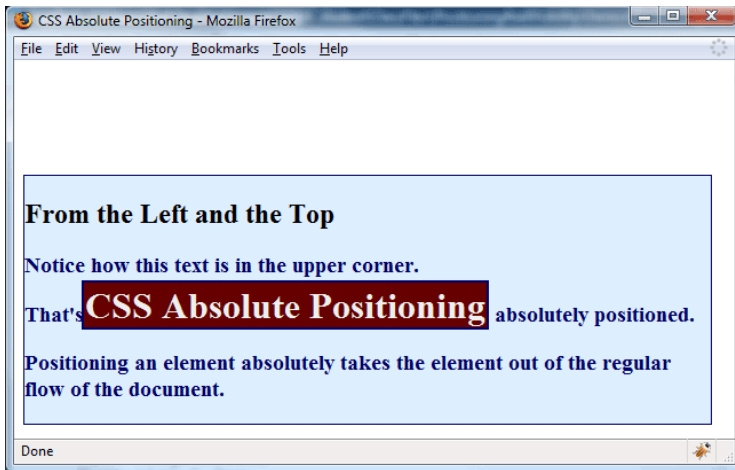 CSS Absolute Positioning - Mozilla Firefox
File Edit View History Bookmarks Tools Help
From the Left and the Top
Notice how this text is in the upper corner.
That's CSS Absolute Positioning absolutely positioned.
Positioning an element absolutely takes the element out of the regular
flow of the document.
Done